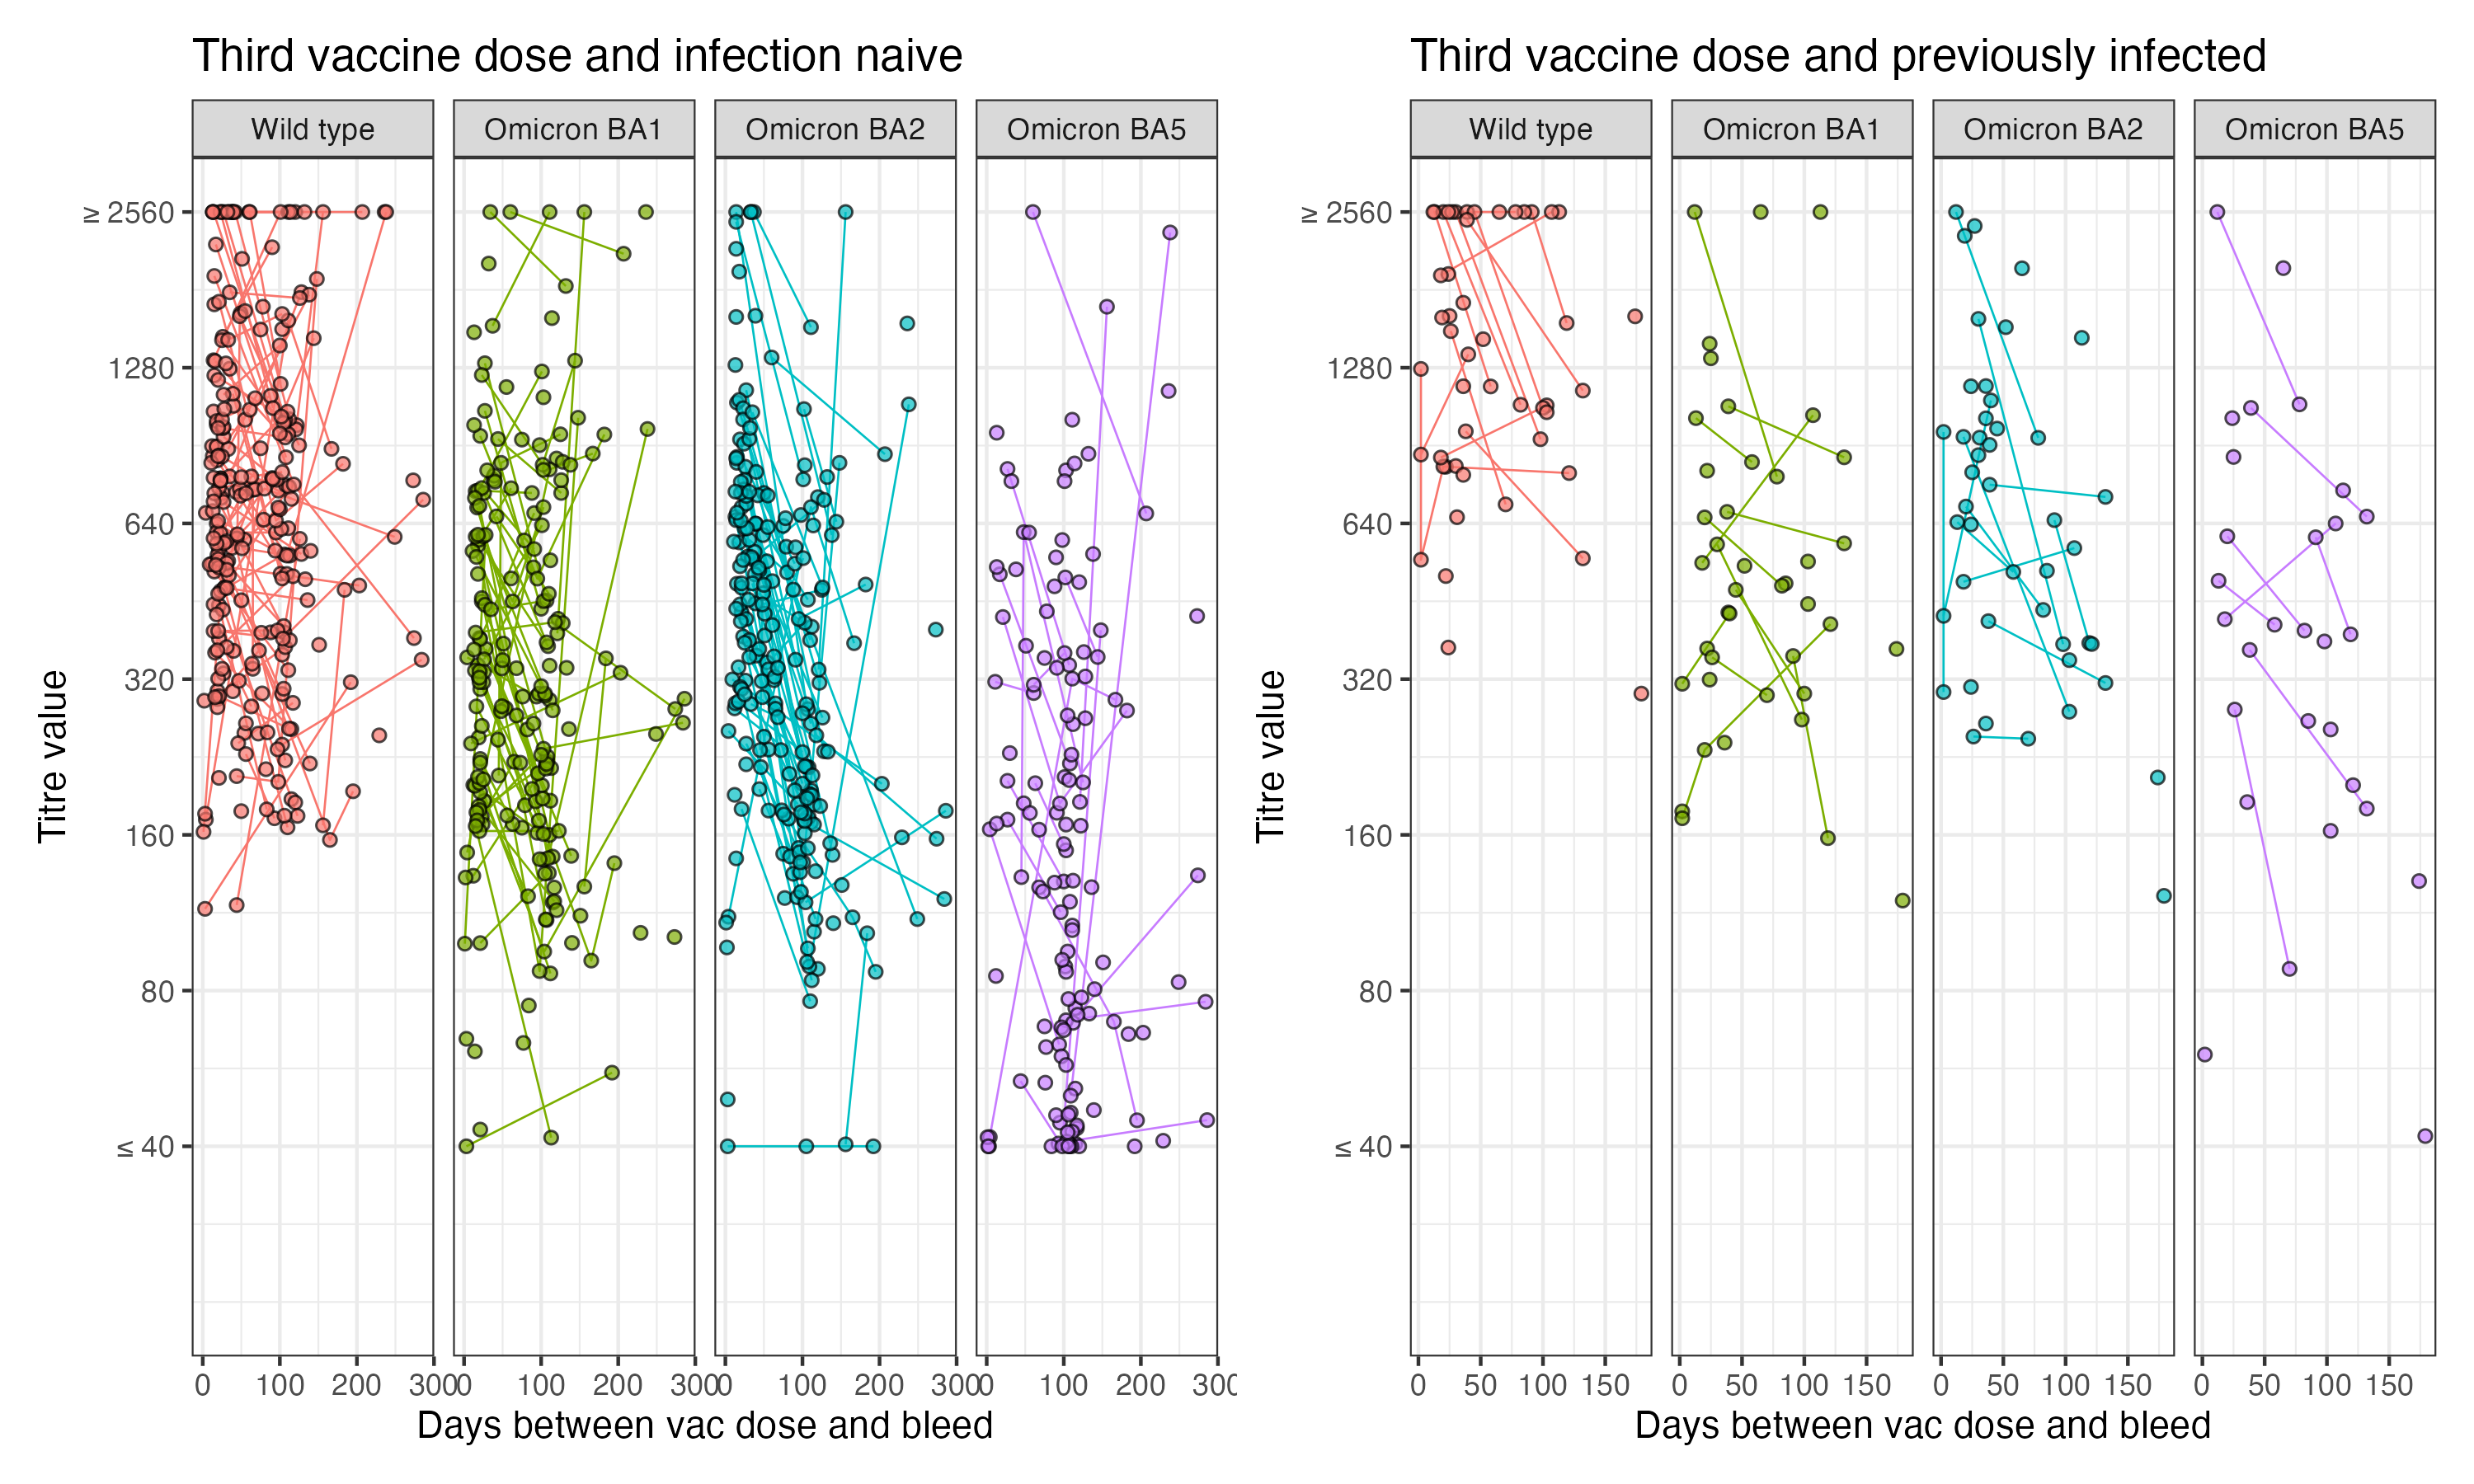 Third vaccine dose and infection naive
Wild type Omicron BA1 Omicron BA2 Omicron BA5
≥ 2560
1280
640
320
160
80
≤ 40
Titre value
0 100 200 300 0 100 200 300 0 100 200 300 0 100 200 300
Days between vac dose and bleed
Third vaccine dose and previously infected
Wild type Omicron BA1 Omicron BA2 Omicron BA5
≥ 2560
1280
640
320
160
80
≤ 40
Titre value
0 50 100 150 0 50 100 150 0 50 100 150 0 50 100 150
Days between vac dose and bleed